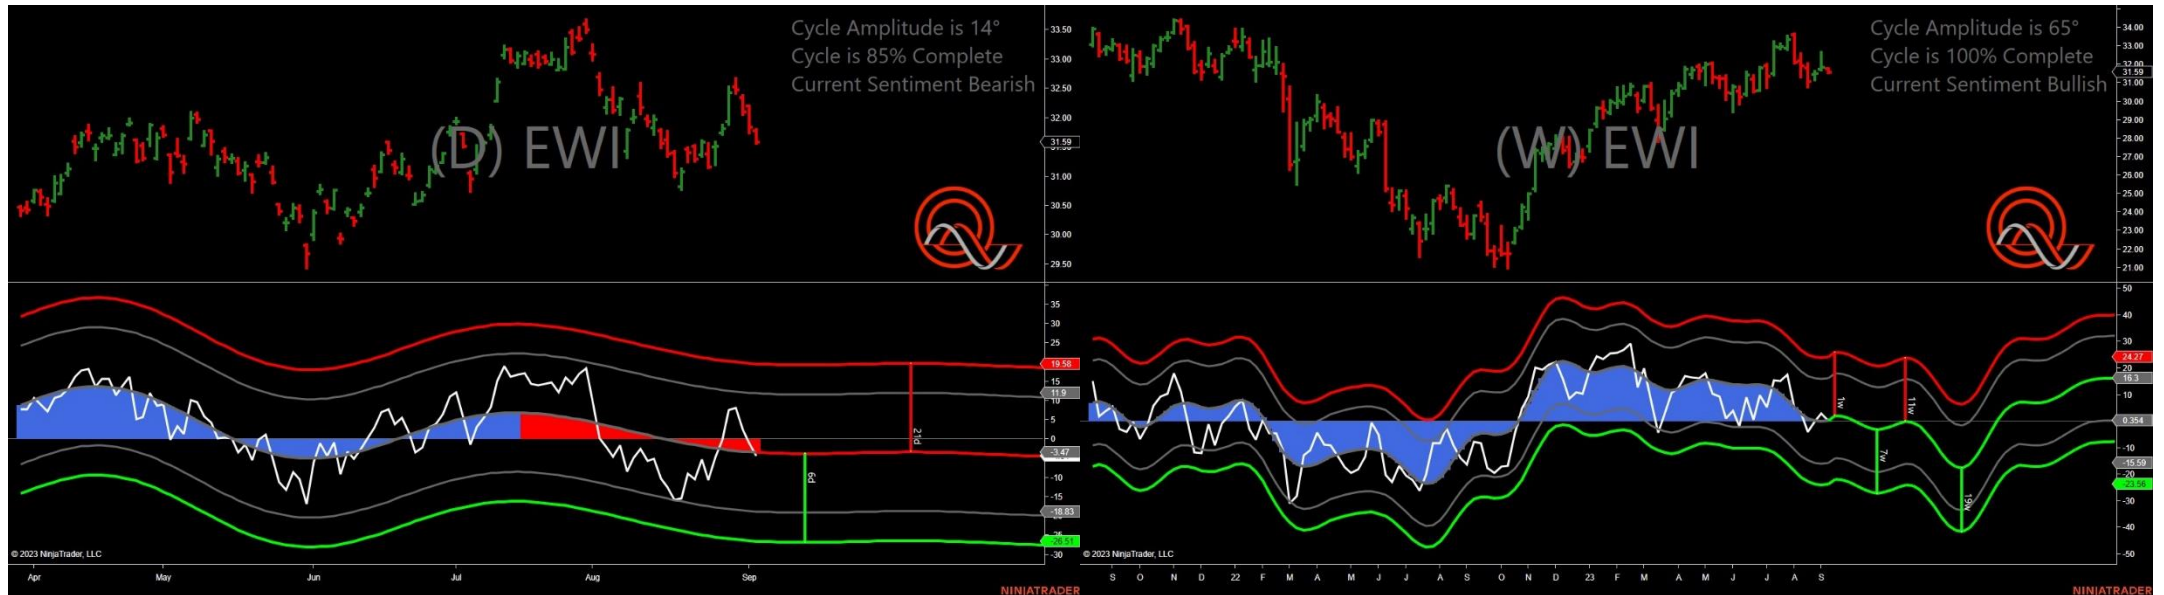 Cycle Amplitude is 14°
Cycle is 85% Complete
Current Sentiment Bearish
(D) EWI
33.50
33.00
32.50
32.00
31.59
31.00
30.50
30.00
29.50
35
30
25
19.58
15
11.9
10
5
0
-3.47
-10
-15
-18.83
-26.51
-30
21d
© 2023 NinjaTrader, LLC
Apr May Jun Jul Aug Sep
NINJATRADER
Cycle Amplitude is 65°
Cycle is 100% Complete
Current Sentiment Bullish
(W) EWI
34.00
33.00
32.00
31.59
31.00
30.00
29.00
28.00
27.00
26.00
25.00
24.00
23.00
22.00
21.00
50
40
30
24.27
20
16.3
10
0.354
-10
-15.59
-20
-23.56
-30
-40
-50
1w
11w
7w
19w
© 2023 NinjaTrader, LLC
S O N D 22 F M A M J J A S O N D 23 F M A M J J A S
NINJATRADER